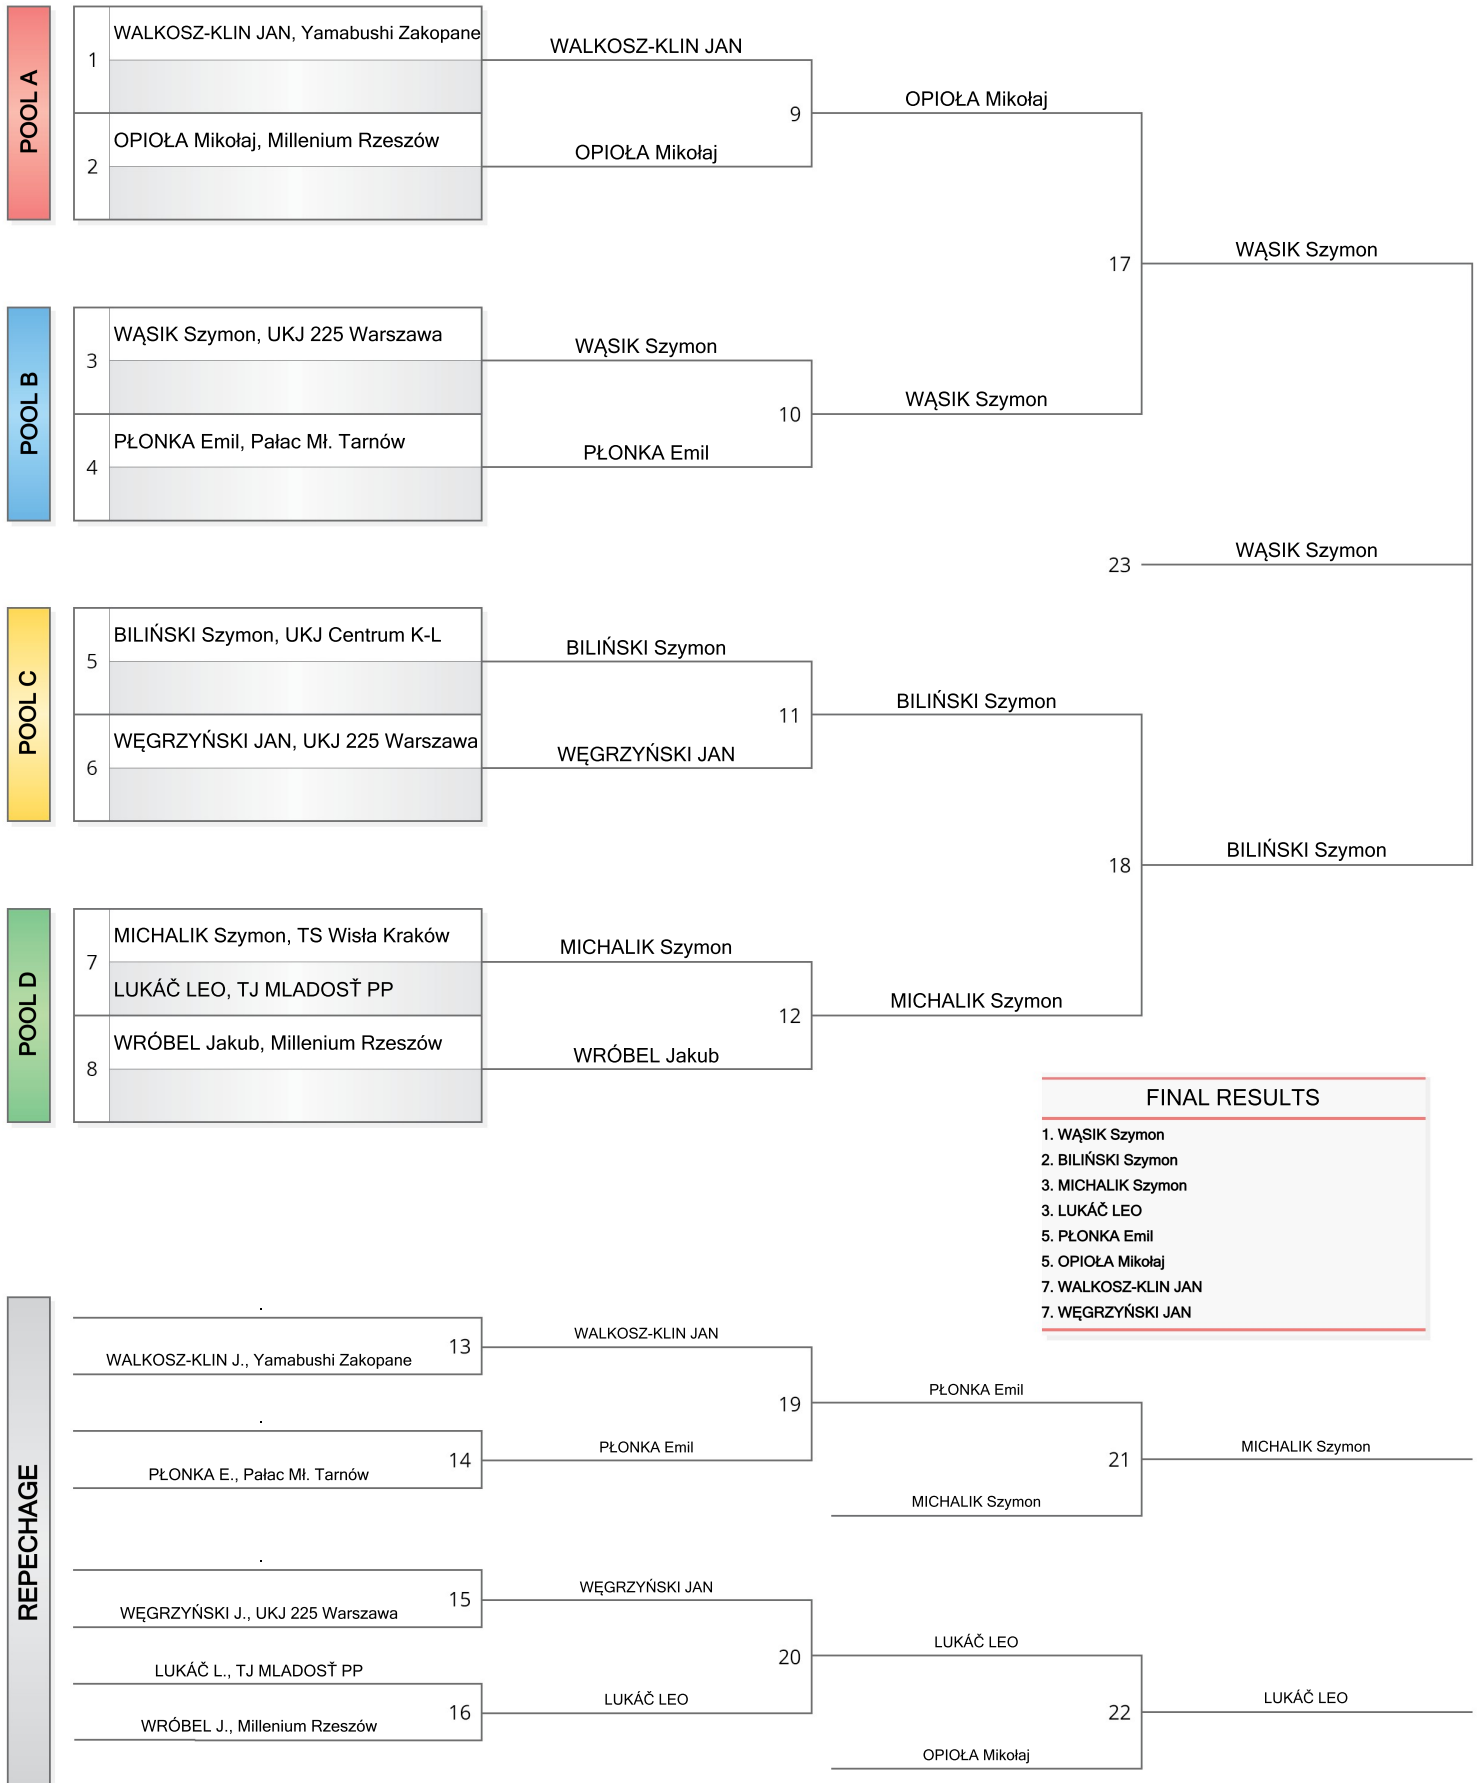 POOL A
1
WALKOSZ-KLIN JAN, Yamabushi Zakopane
2
OPIOŁA Mikołaj, Millenium Rzeszów
WALKOSZ-KLIN JAN
OPIOŁA Mikołaj
9
OPIOŁA Mikołaj
POOL B
3
WĄSIK Szymon, UKJ 225 Warszawa
4
PŁONKA Emil, Pałac Mł. Tarnów
WĄSIK Szymon
PŁONKA Emil
10
WĄSIK Szymon
17
WĄSIK Szymon
23
WĄSIK Szymon
POOL C
5
BILIŃSKI Szymon, UKJ Centrum K-L
6
WĘGRZYŃSKI JAN, UKJ 225 Warszawa
BILIŃSKI Szymon
WĘGRZYŃSKI JAN
11
BILIŃSKI Szymon
POOL D
7
MICHALIK Szymon, TS Wisła Kraków
LUKÁČ LEO, TJ MLADOSŤ PP
8
WRÓBEL Jakub, Millenium Rzeszów
MICHALIK Szymon
WRÓBEL Jakub
12
MICHALIK Szymon
18
BILIŃSKI Szymon
FINAL RESULTS
1. WĄSIK Szymon
2. BILIŃSKI Szymon
3. MICHALIK Szymon
3. LUKÁČ LEO
5. PŁONKA Emil
5. OPIOŁA Mikołaj
7. WALKOSZ-KLIN JAN
7. WĘGRZYŃSKI JAN
REPECHAGE
.
WALKOSZ-KLIN J., Yamabushi Zakopane
13
WALKOSZ-KLIN JAN
.
PŁONKA E., Pałac Mł. Tarnów
14
PŁONKA Emil
19
PŁONKA Emil
MICHALIK Szymon
21
MICHALIK Szymon
.
WĘGRZYŃSKI J., UKJ 225 Warszawa
15
WĘGRZYŃSKI JAN
LUKÁČ L., TJ MLADOSŤ PP
WRÓBEL J., Millenium Rzeszów
16
LUKÁČ LEO
20
LUKÁČ LEO
OPIOŁA Mikołaj
22
LUKÁČ LEO